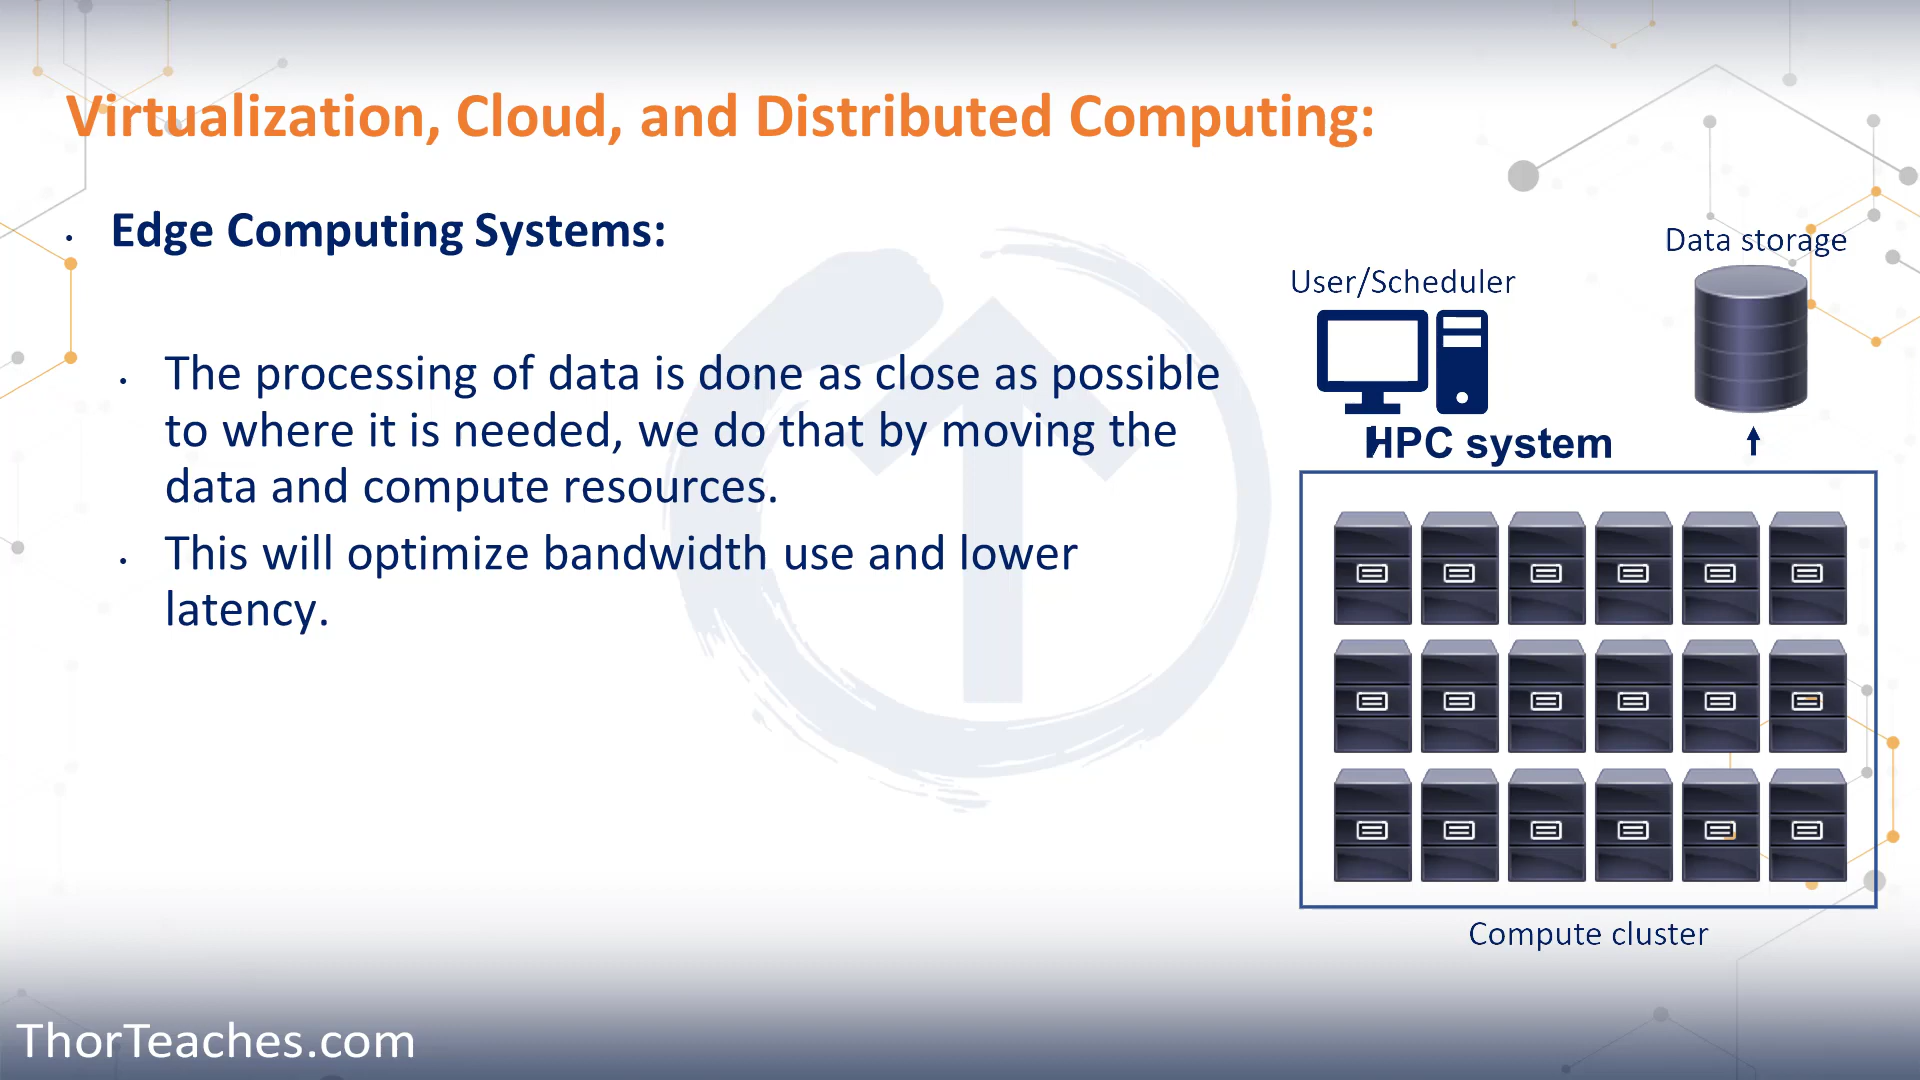 Virtualization, Cloud, and Distributed Computing:
• Edge Computing Systems:
• The processing of data is done as close as possible
to where it is needed, we do that by moving the
data and compute resources.
• This will optimize bandwidth use and lower
latency.
Data storage
User/Scheduler
HPC system
Compute cluster
ThorTeaches.com